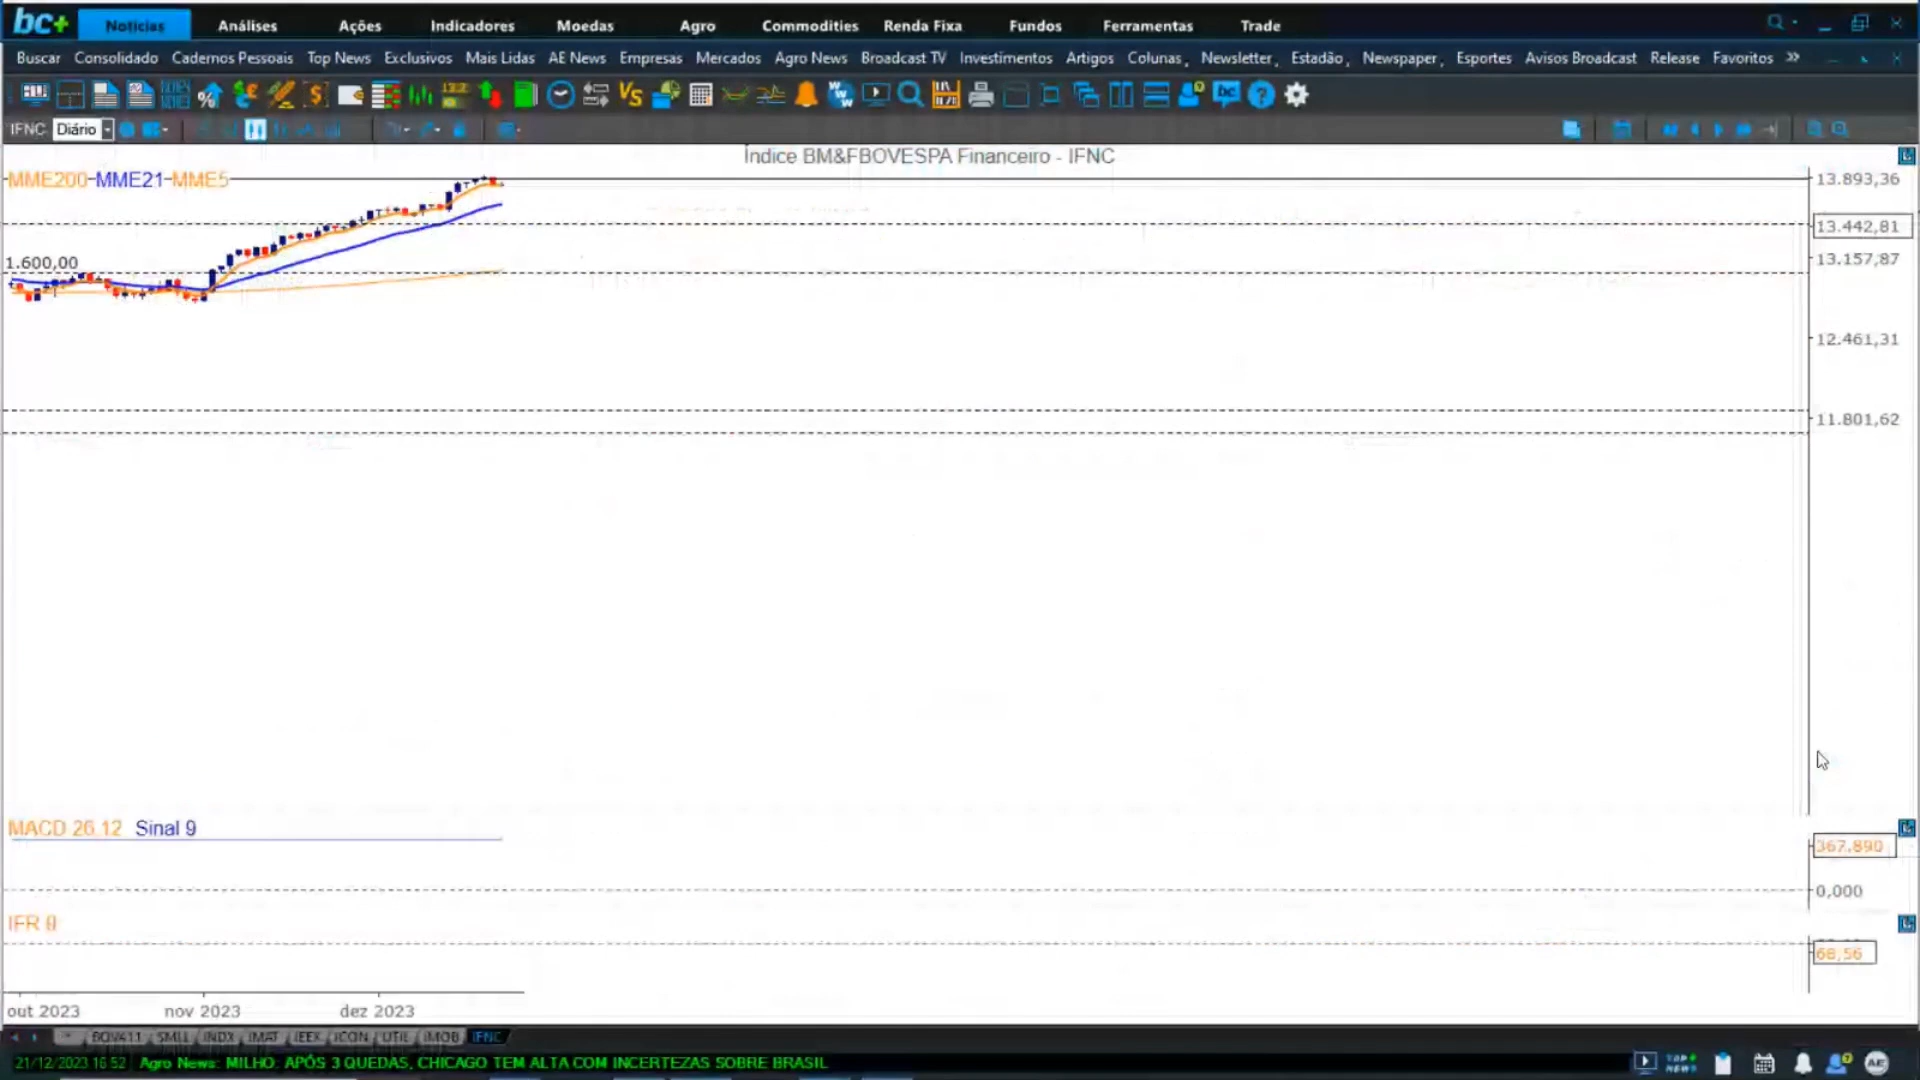 bc+ Notícias Análises Ações Indicadores Moedas Agro Commodities Renda Fixa Fundos Ferramentas Trade
Buscar Consolidado Cadernos Pessoais Top News Exclusivos Mais Lidas AE News Empresas Mercados Agro News Broadcast TV Investimentos Artigos Colunas Newsletter Estadão Newspaper Esportes Avisos Broadcast Release Favoritos »
IFNC Diário
Índice BM&FBOVESPA Financeiro - IFNC
MME200 MME21 MME5
13.893,36
13.442,81
13.157,87
1.600,00
12.461,31
11.801,62
MACD 26.12 Sinal 9
367,890
0,000
IFR 9
68,56
out 2023 nov 2023 dez 2023
BOVA11 SMLL INDX IMAT IEEX ICON UTIL IMOB IFNC
21/12/2023 16:52 Agro News: MILHO: APÓS 3 QUEDAS, CHICAGO TEM ALTA COM INCERTEZAS SOBRE BRASIL
TOP NEWS AE